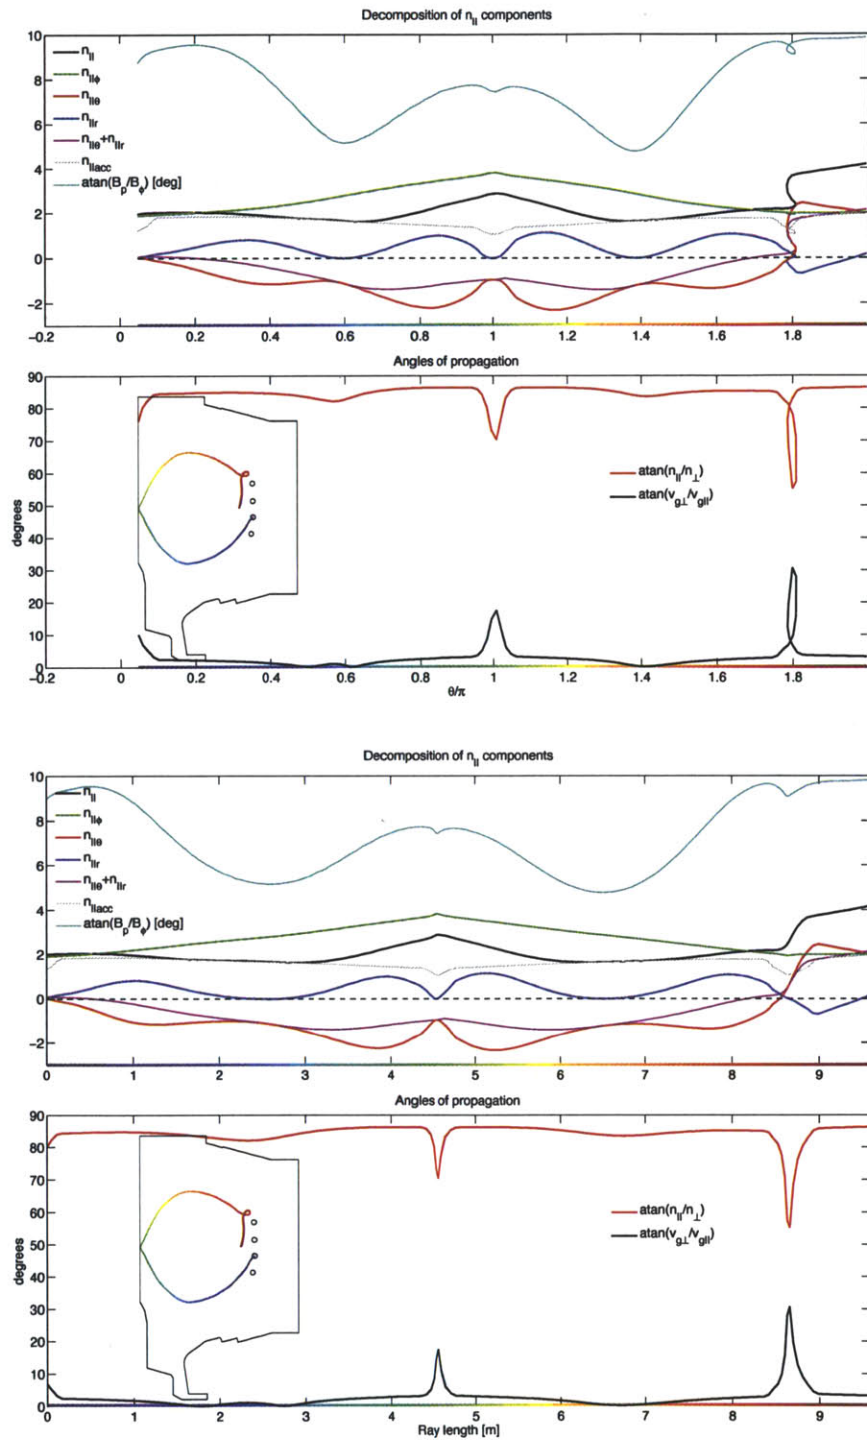 Decomposition of n|| components
10
8
6
4
2
0
−2
n||
n||ϕ
n||θ
n||r
n||θ+n||r
n||acc
atan(Bp/Bϕ) [deg]
−0.2 0 0.2 0.4 0.6 0.8 1 1.2 1.4 1.6 1.8
Angles of propagation
90
80
70
60
50
40
30
20
10
0
degrees
atan(n||/n⊥)
atan(vg⊥/vg||)
−0.2 0 0.2 0.4 0.6 0.8 1 1.2 1.4 1.6 1.8
θ/π
Decomposition of n|| components
10
8
6
4
2
0
−2
n||
n||ϕ
n||θ
n||r
n||θ+n||r
n||acc
atan(Bp/Bϕ) [deg]
0 1 2 3 4 5 6 7 8 9
Angles of propagation
90
80
70
60
50
40
30
20
10
0
degrees
atan(n||/n⊥)
atan(vg⊥/vg||)
0 1 2 3 4 5 6 7 8 9
Ray length [m]